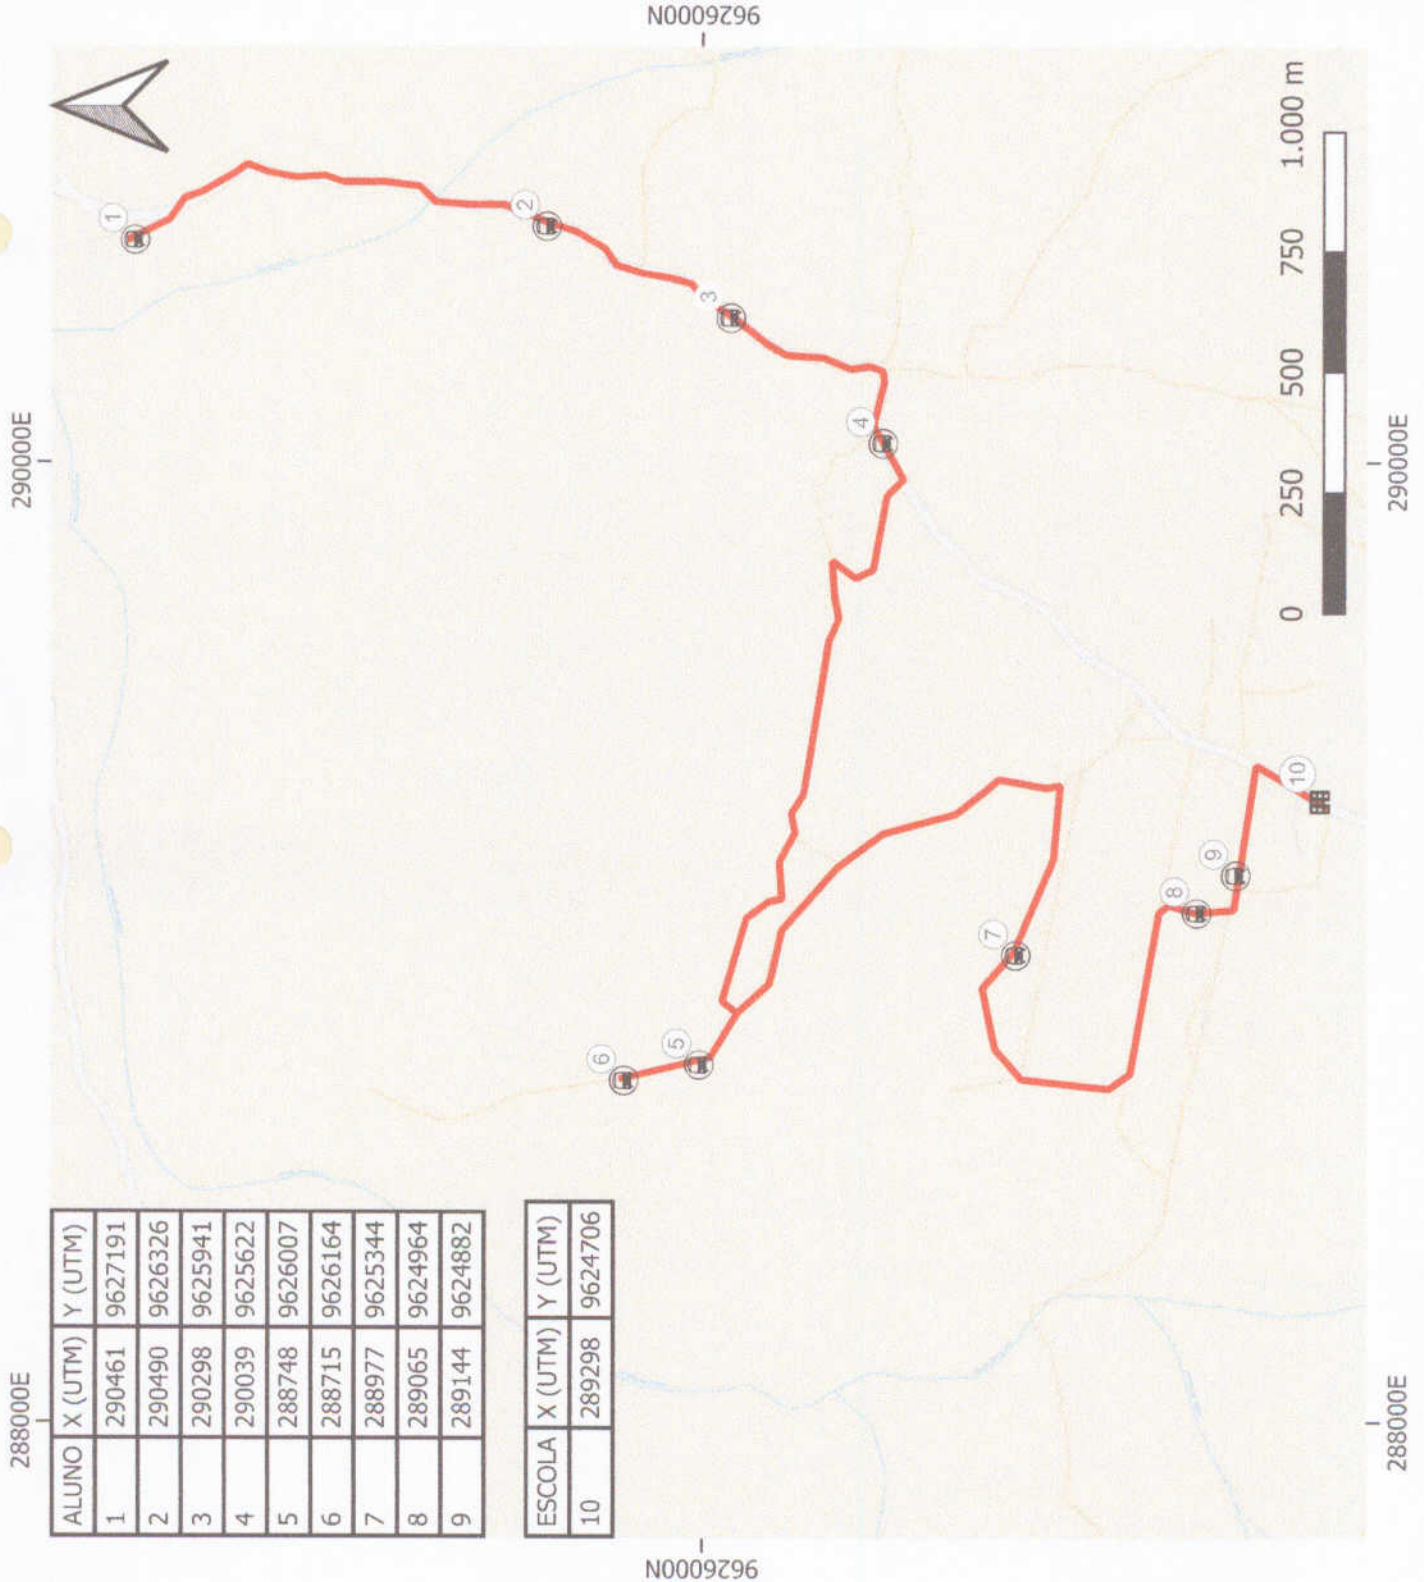 288000E
290000E
9626000N
ALUNO X (UTM) Y (UTM)
1 290461 9627191
2 290490 9626326
3 290298 9625941
4 290039 9625622
5 288748 9626007
6 288715 9626164
7 288977 9625344
8 289065 9624964
9 289144 9624882
ESCOLA X (UTM) Y (UTM)
10 289298 9624706
1
2
3
4
5
6
7
8
9
10
0 250 500 750 1.000 m
9626000N
288000E
290000E